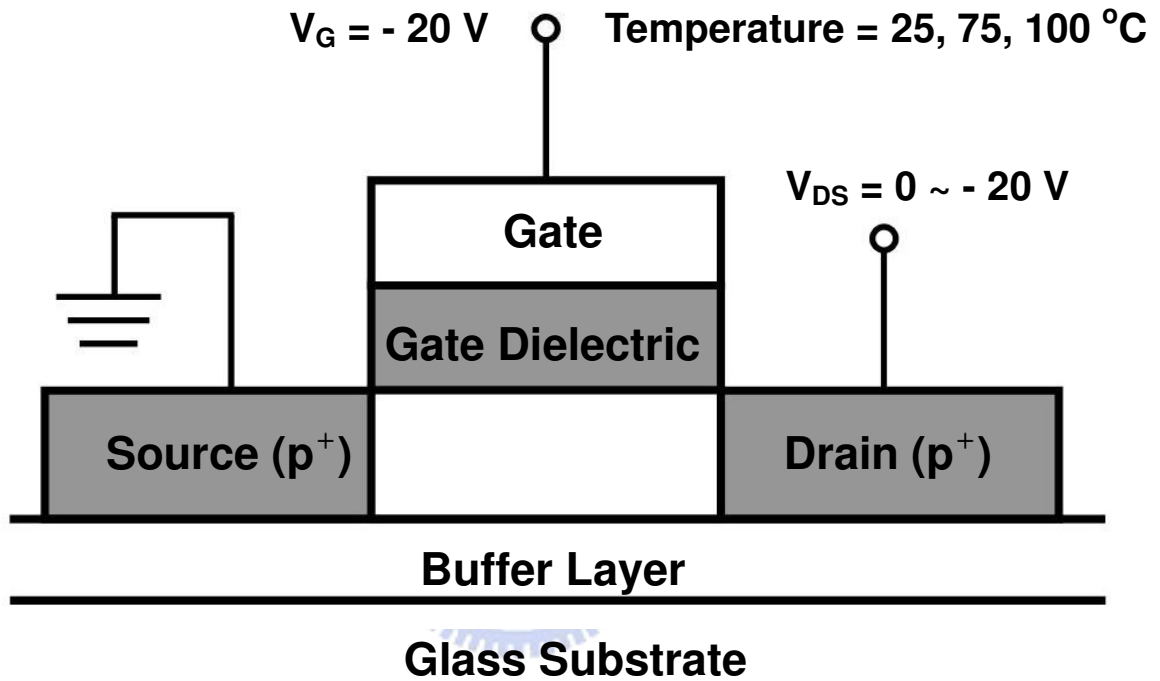 V_G = - 20 V Temperature = 25, 75, 100 °C
V_DS = 0 ~ - 20 V
Gate
Gate Dielectric
Source (p⁺) Drain (p⁺)
Buffer Layer
Glass Substrate